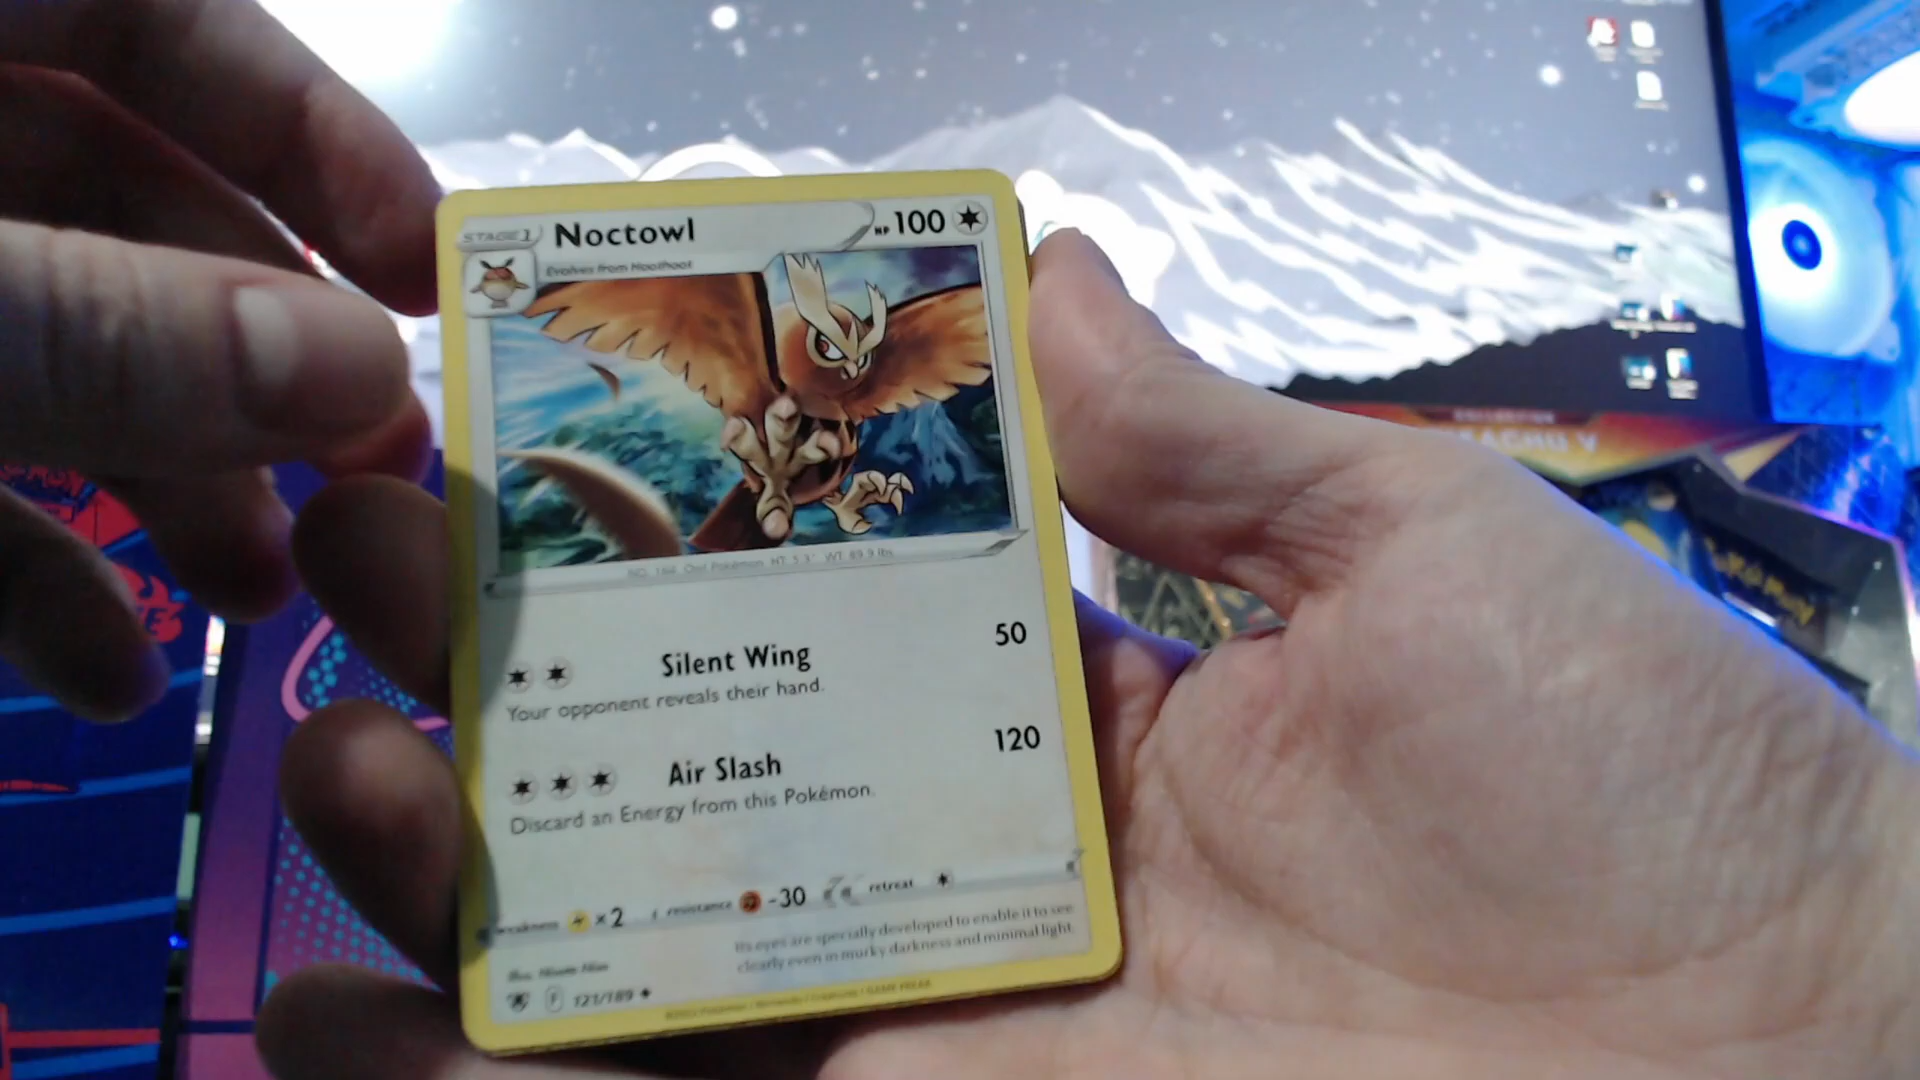 STAGE 1
Noctowl
HP 100
Evolves from Hoothoot
NO. 164 Owl Pokémon HT: 5'3" WT: 89.9 lbs.
Silent Wing
50
Your opponent reveals their hand.
Air Slash
120
Discard an Energy from this Pokémon.
weakness ×2 resistance -30 retreat
Its eyes are specially developed to enable it to see
clearly even in murky darkness and minimal light.
Illus.
F 121/189
COLLECTION
V
POKÉMON